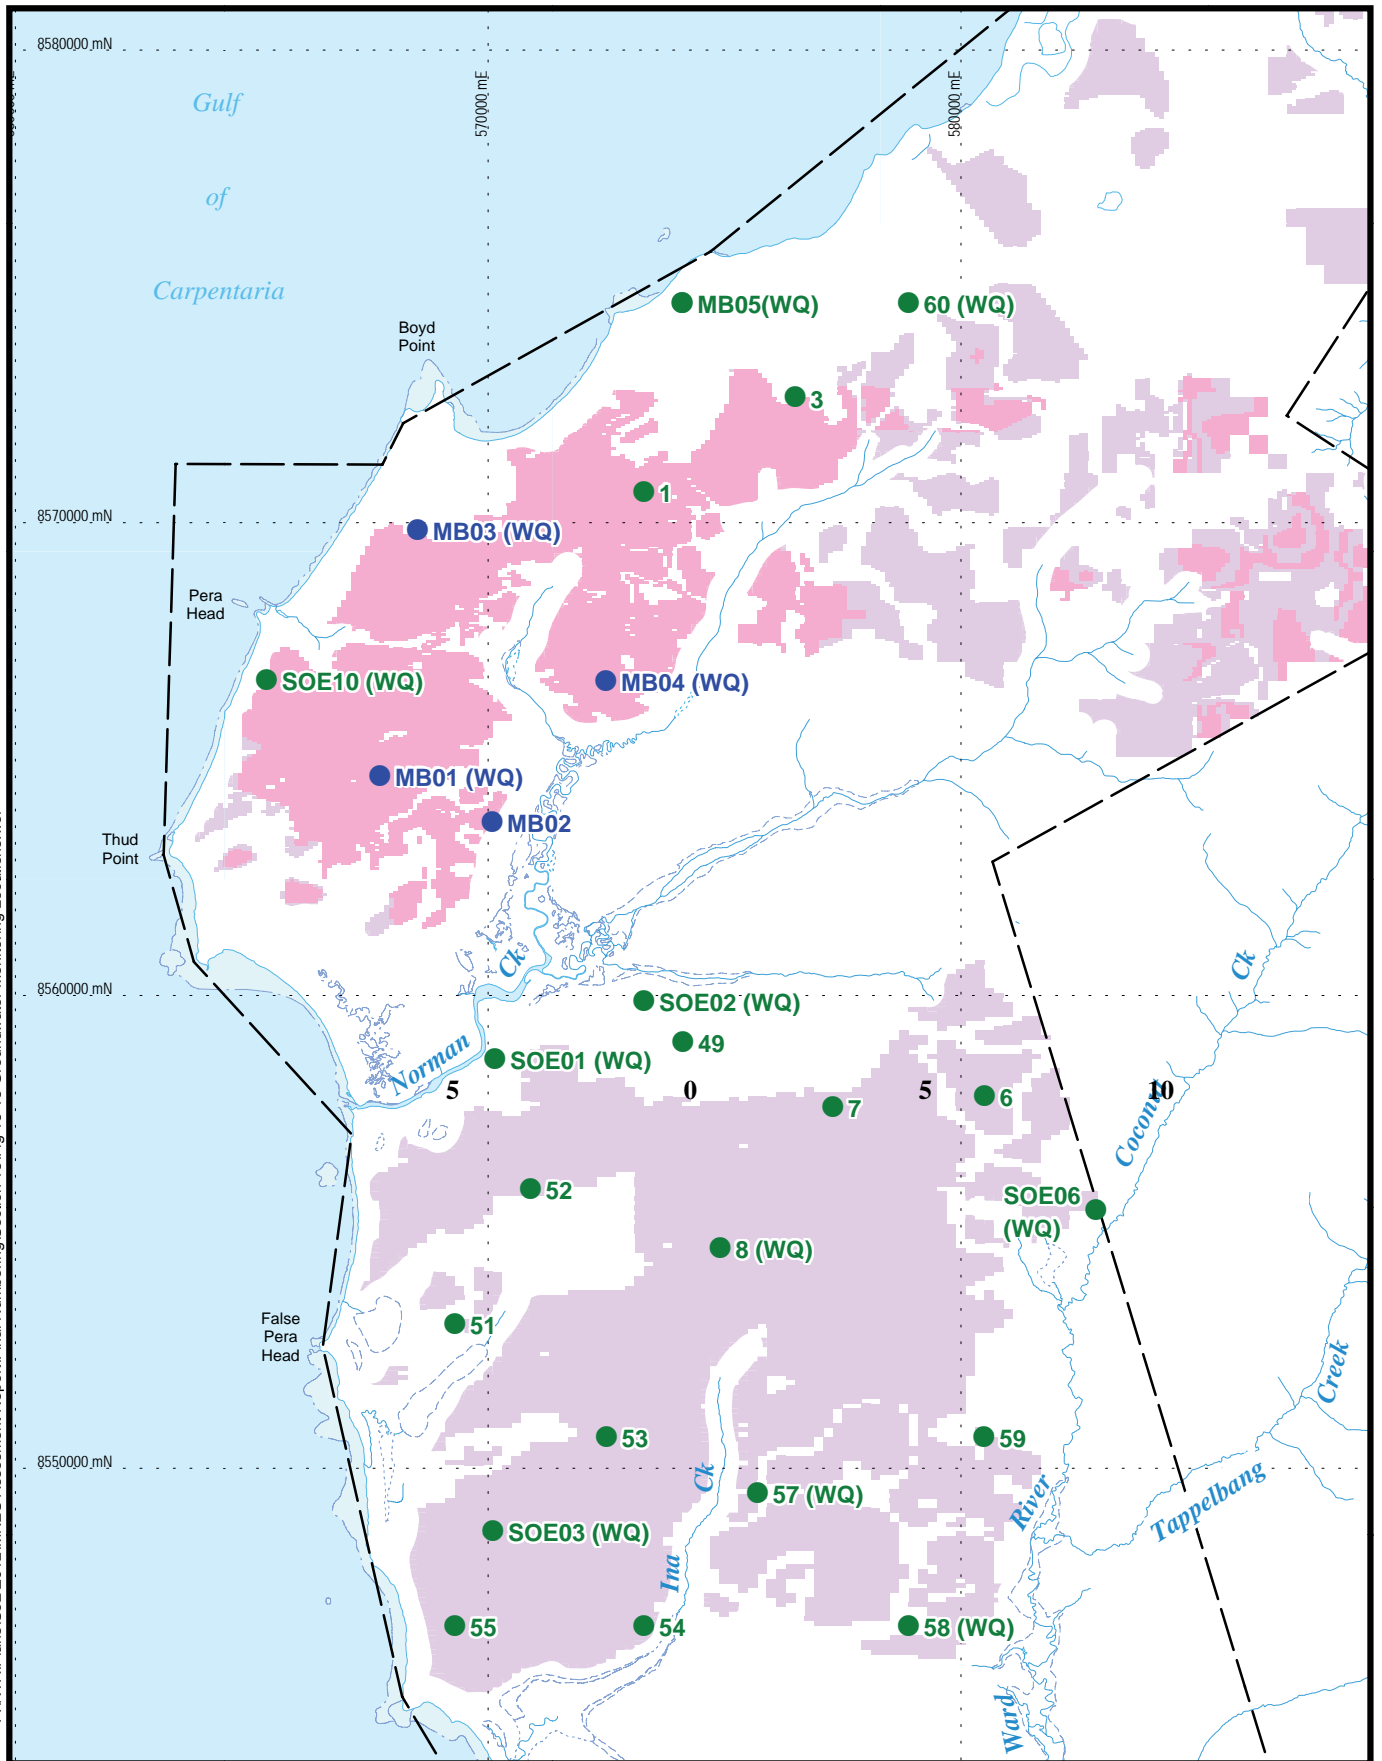 8580000 mN
570000 mE
580000 mE
Gulf
of
Carpentaria
Boyd
Point
MB05(WQ)
60 (WQ)
3
1
8570000 mN
MB03 (WQ)
Pera
Head
SOE10 (WQ)
MB04 (WQ)
MB01 (WQ)
MB02
Thud
Point
Ck
Ck
8560000 mN
SOE02 (WQ)
49
Norman
SOE01 (WQ)
5
0
5
10
6
7
Coconut
52
SOE06
(WQ)
8 (WQ)
51
False
Pera
Head
Creek
53
59
8550000 mN
Ck
57 (WQ)
River
Tappelbang
SOE03 (WQ)
Ina
55
54
58 (WQ)
Ward